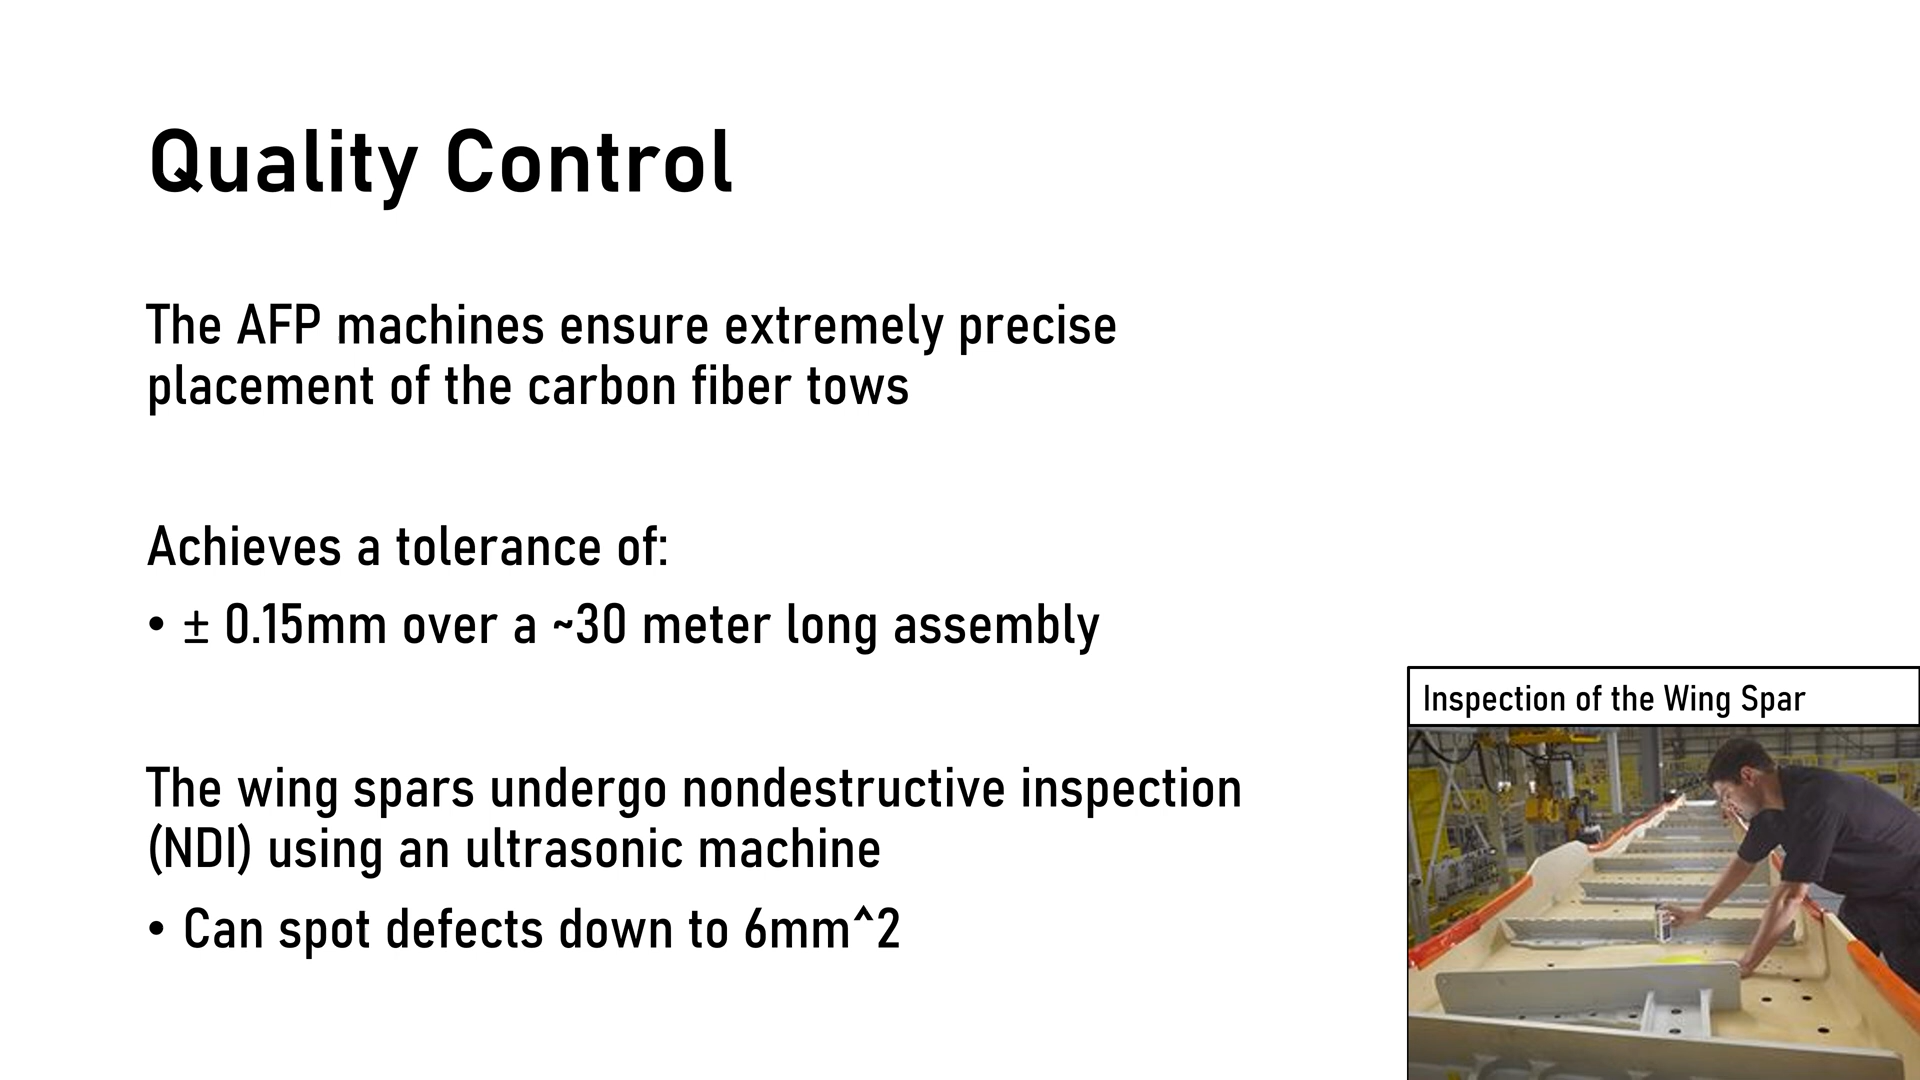 Quality Control
The AFP machines ensure extremely precise
placement of the carbon fiber tows
Achieves a tolerance of:
• ± 0.15mm over a ~30 meter long assembly
The wing spars undergo nondestructive inspection
(NDI) using an ultrasonic machine
• Can spot defects down to 6mm^2
Inspection of the Wing Spar